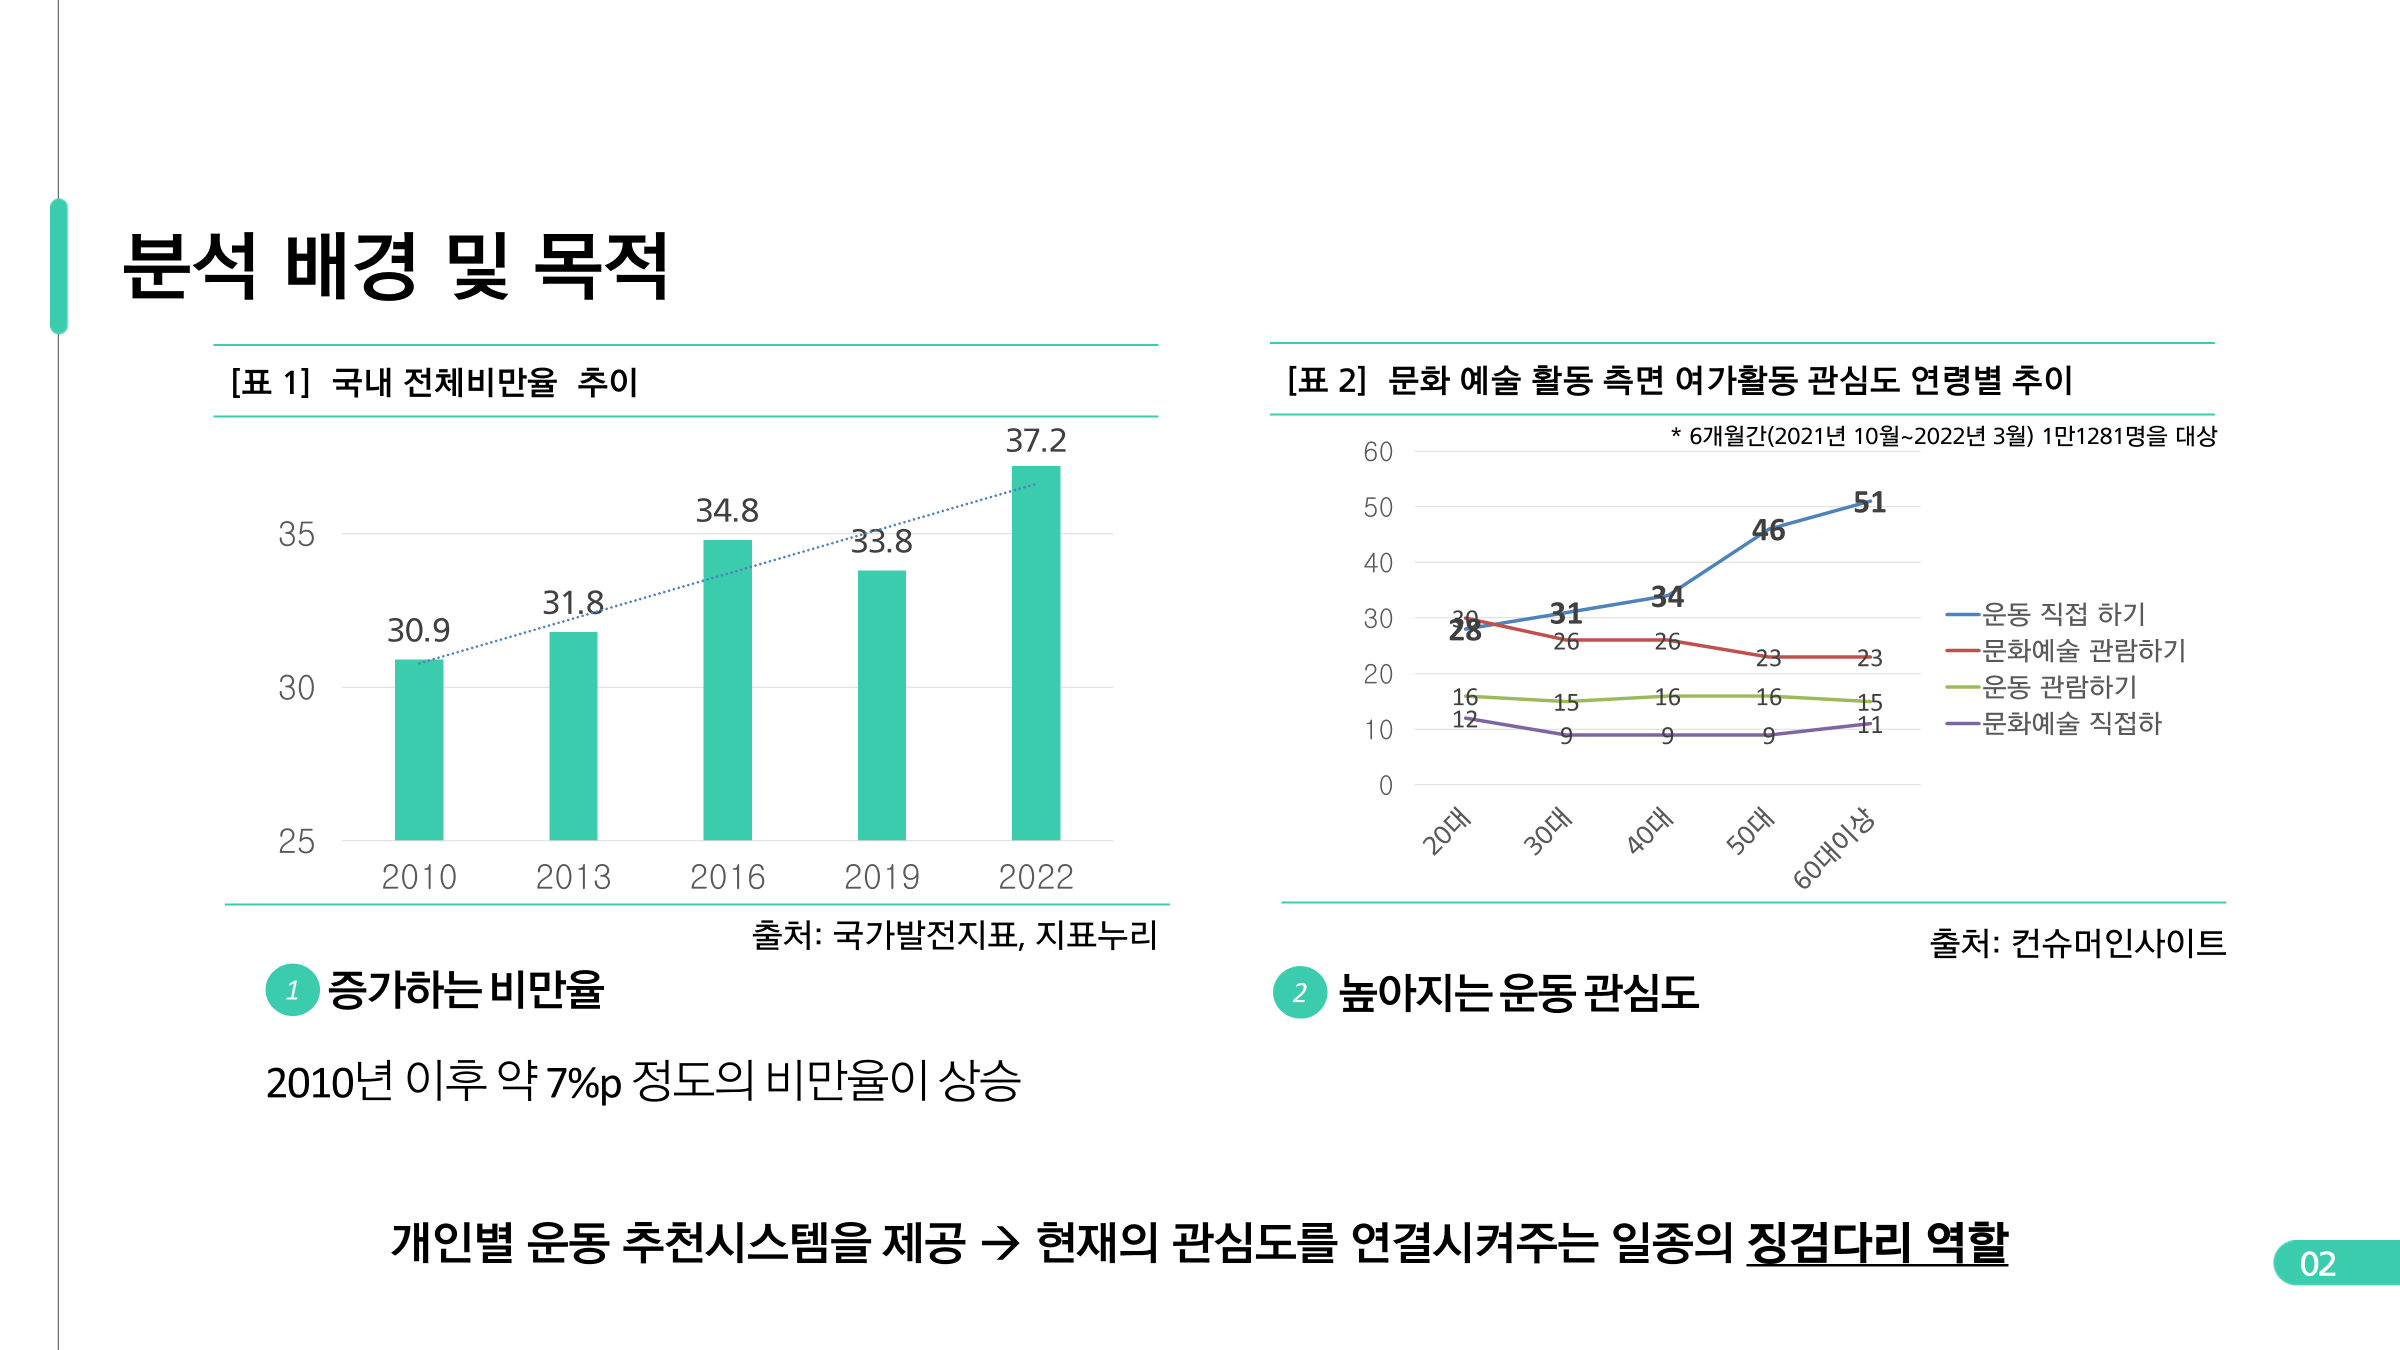 분석 배경 및 목적
[표 1] 국내 전체비만율 추이
37.2
34.8
33.8
31.8
30.9
35
30
25
2010 2013 2016 2019 2022
출처: 국가발전지표, 지표누리
1 증가하는 비만율
2010년 이후 약 7%p 정도의 비만율이 상승
[표 2] 문화 예술 활동 측면 여가활동 관심도 연령별 추이
* 6개월간(2021년 10월~2022년 3월) 1만1281명을 대상
60
50
40
30
20
10
0
28 31 34 46 51
30 26 26 23 23
16 15 16 16 15
12 9 9 9 11
20대 30대 40대 50대 60대이상
운동 직접 하기
문화예술 관람하기
운동 관람하기
문화예술 직접하
출처: 컨슈머인사이트
2 높아지는 운동 관심도
개인별 운동 추천시스템을 제공 → 현재의 관심도를 연결시켜주는 일종의 징검다리 역할
02